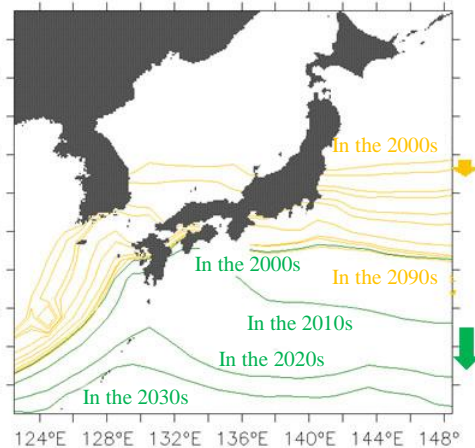 In the 2000s
In the 2000s
In the 2090s
In the 2010s
In the 2020s
In the 2030s
124°E 128°E 132°E 136°E 140°E 144°E 148°